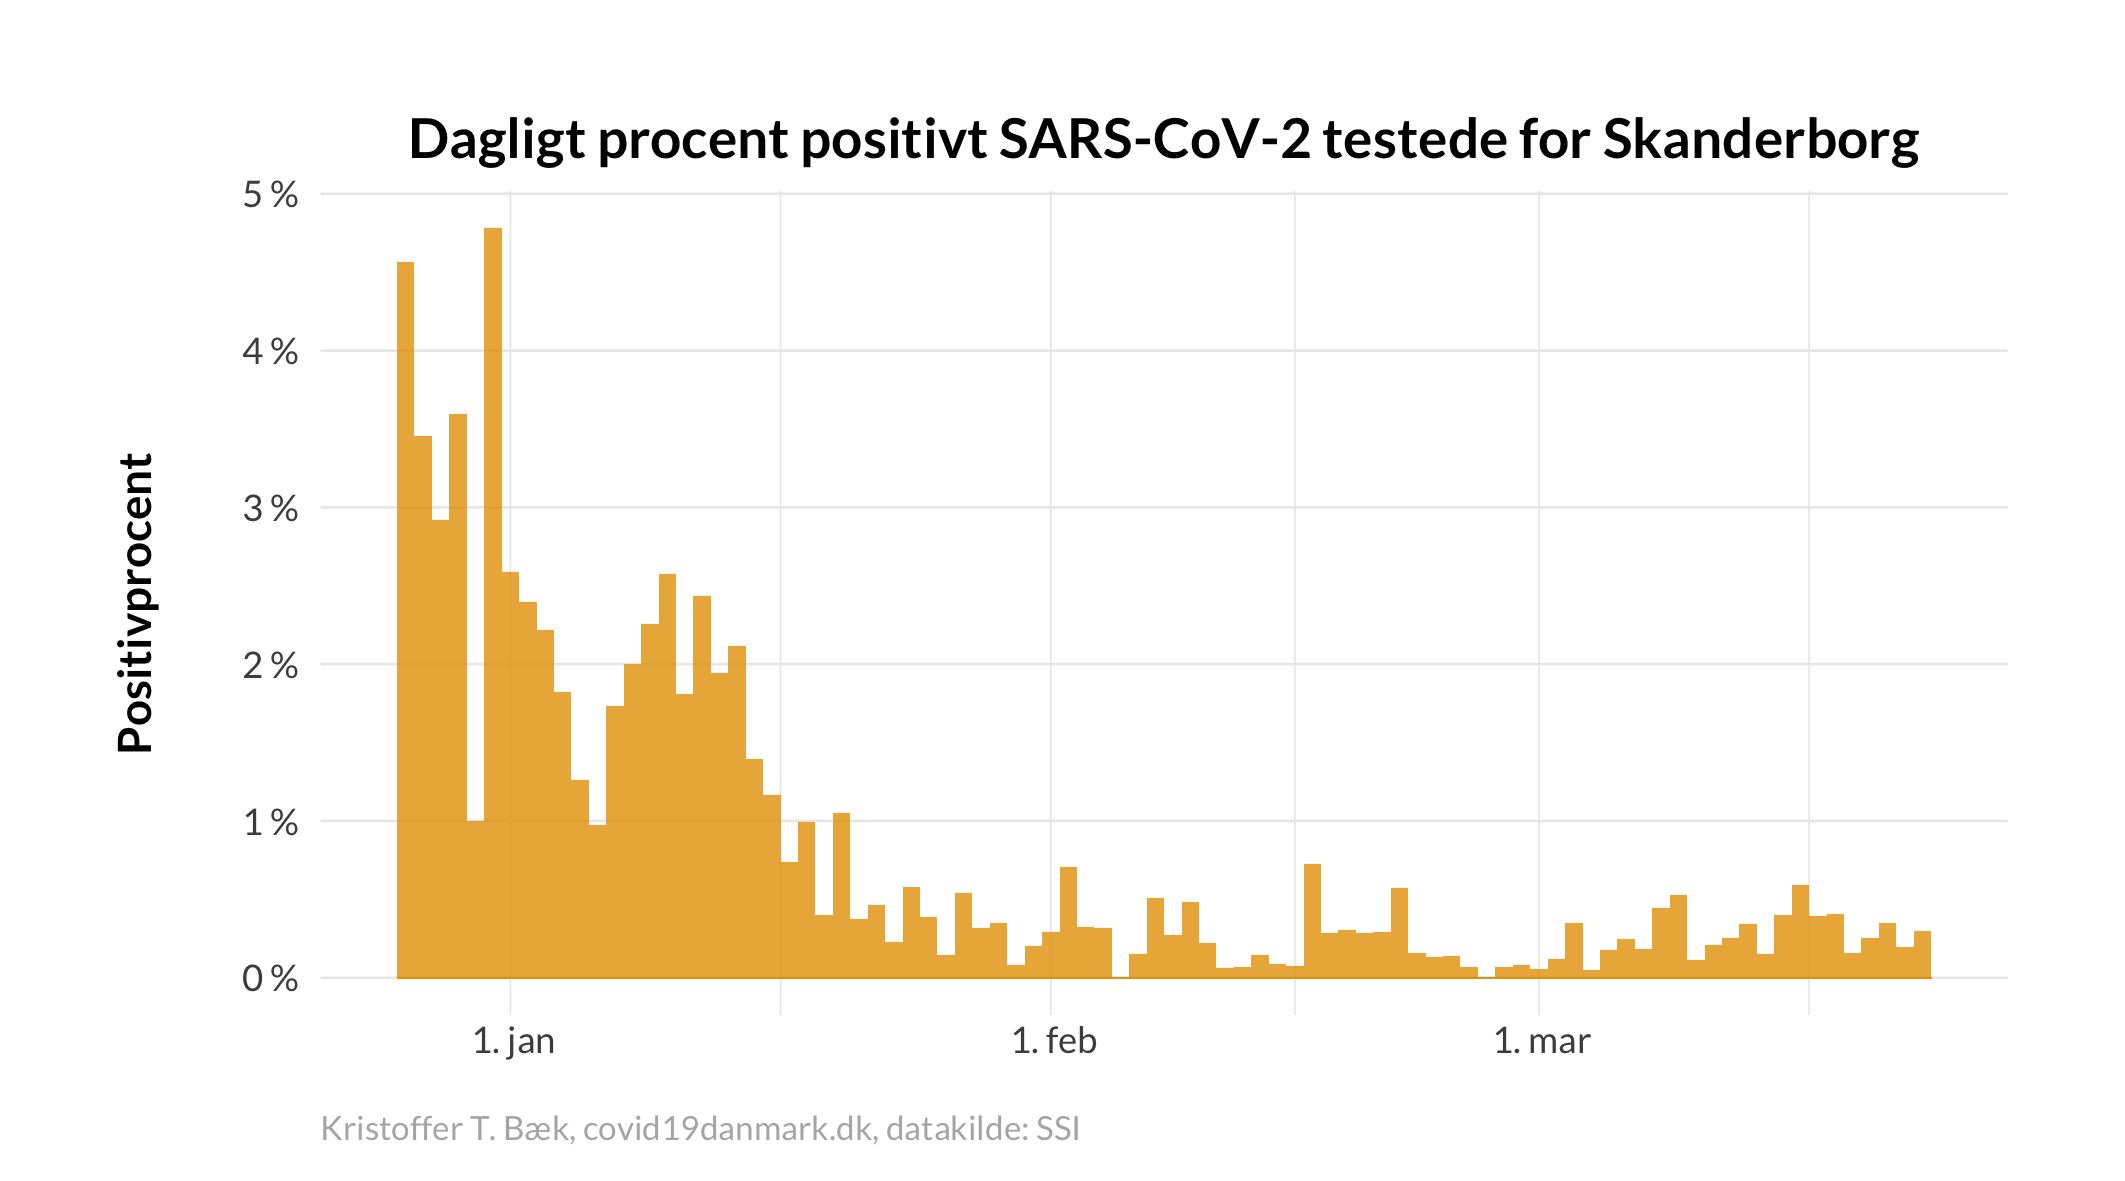 Dagligt procent positivt SARS-CoV-2 testede for Skanderborg
Positivprocent
5 %
4 %
3 %
2 %
1 %
0 %
1. jan
1. feb
1. mar
Kristoffer T. Bæk, covid19danmark.dk, datakilde: SSI